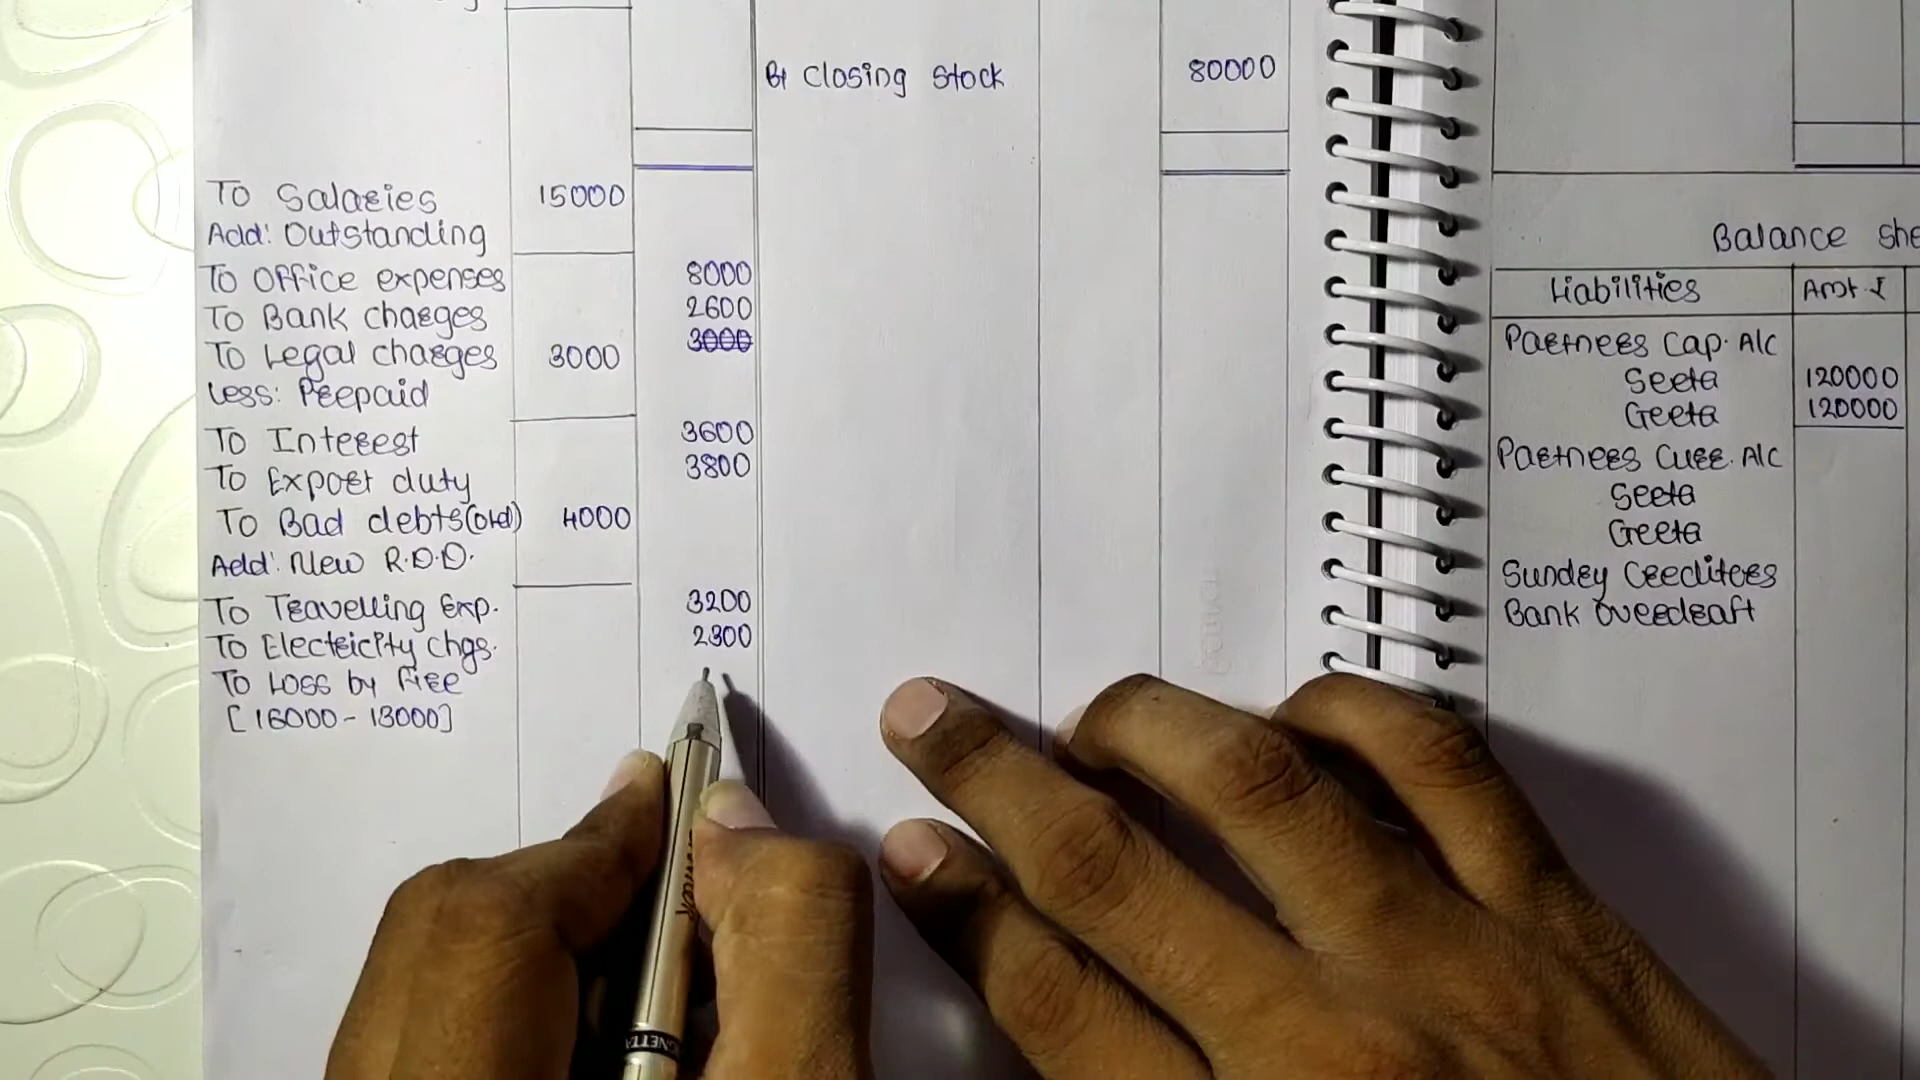 By Closing Stock 80000
To Salaries 15000
Add: Outstanding
To Office expenses 8000
To Bank charges 2600
To Legal charges 3000 3000
Less: Prepaid
To Interest 3600
To Export duty 3800
To Bad debts(old) 4000
Add: New R.D.D.
To Travelling Exp. 3200
To Electricity Chgs. 2300
To Loss by Fire
[16000 - 13000]
Balance She
Liabilities Amt. ₹
Partners Cap. A/c
Seeta 120000
Geeta 120000
Partners Curr. A/c
Seeta
Geeta
Sundry Creditors
Bank Overdraft